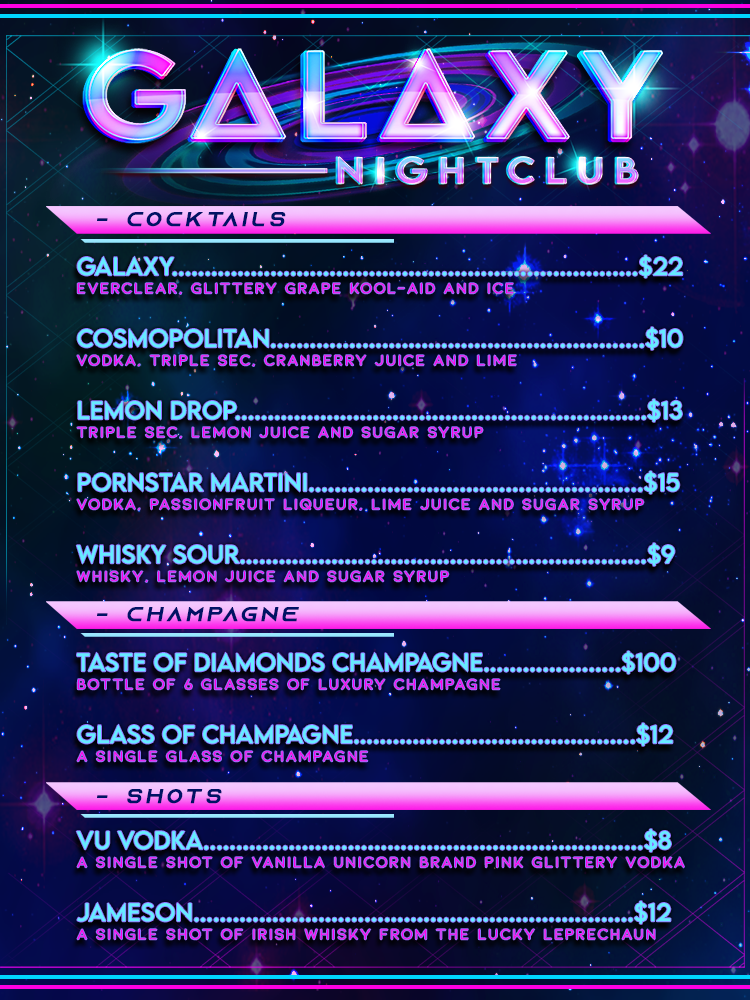 GALAXY
NIGHTCLUB
- COCKTAILS
GALAXY........................................................................................$22
EVERCLEAR, GLITTERY GRAPE KOOL-AID AND ICE
COSMOPOLITAN.......................................................................$10
VODKA, TRIPLE SEC, CRANBERRY JUICE AND LIME
LEMON DROP..............................................................................$13
TRIPLE SEC, LEMON JUICE AND SUGAR SYRUP
PORNSTAR MARTINI................................................................$15
VODKA, PASSIONFRUIT LIQUEUR, LIME JUICE AND SUGAR SYRUP
WHISKY SOUR.............................................................................$9
WHISKY, LEMON JUICE AND SUGAR SYRUP
- CHAMPAGNE
TASTE OF DIAMONDS CHAMPAGNE..........................$100
BOTTLE OF 6 GLASSES OF LUXURY CHAMPAGNE
GLASS OF CHAMPAGNE.....................................................$12
A SINGLE GLASS OF CHAMPAGNE
- SHOTS
VU VODKA...................................................................................$8
A SINGLE SHOT OF VANILLA UNICORN BRAND PINK GLITTERY VODKA
JAMESON...................................................................................$12
A SINGLE SHOT OF IRISH WHISKY FROM THE LUCKY LEPRECHAUN